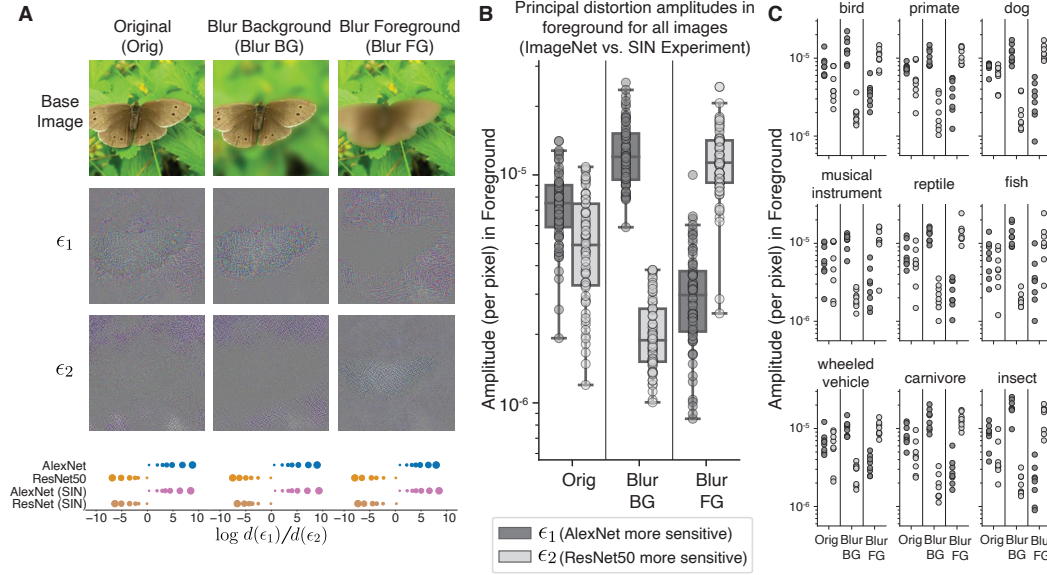 A
Original
(Orig)
Blur Background
(Blur BG)
Blur Foreground
(Blur FG)
Base
Image
ϵ1
ϵ2
AlexNet
ResNet50
AlexNet (SIN)
ResNet (SIN)
−10 −5 0 5 10 −10 −5 0 5 10 −10 −5 0 5 10
log d(ϵ1)/d(ϵ2)
B
Principal distortion amplitudes in
foreground for all images
(ImageNet vs. SIN Experiment)
Amplitude (per pixel) in Foreground
10^-5
10^-6
Orig
Blur
BG
Blur
FG
ϵ1 (AlexNet more sensitive)
ϵ2 (ResNet50 more sensitive)
C
Amplitude (per pixel) in Foreground
bird
primate
dog
10^-5
10^-6
musical
instrument
reptile
fish
10^-5
10^-6
wheeled
vehicle
carnivore
insect
10^-5
10^-6
Orig Blur
BG
Blur
FG
Orig Blur
BG
Blur
FG
Orig Blur
BG
Blur
FG